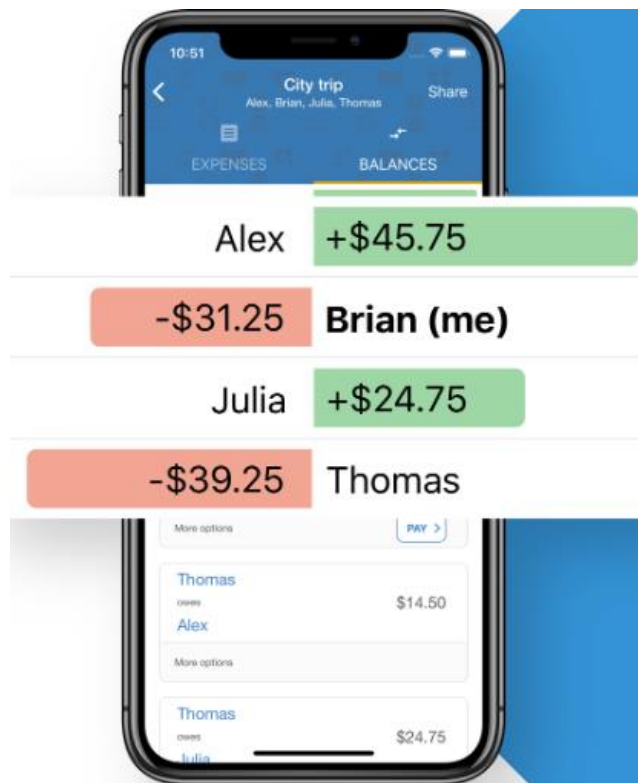 10:51
City trip
Alex, Brian, Julia, Thomas
Share
EXPENSES
BALANCES
Alex +$45.75
-$31.25 Brian (me)
Julia +$24.75
-$39.25 Thomas
More options
PAY >
Thomas
owes
$14.50
Alex
More options
Thomas
owes
$24.75
Julia